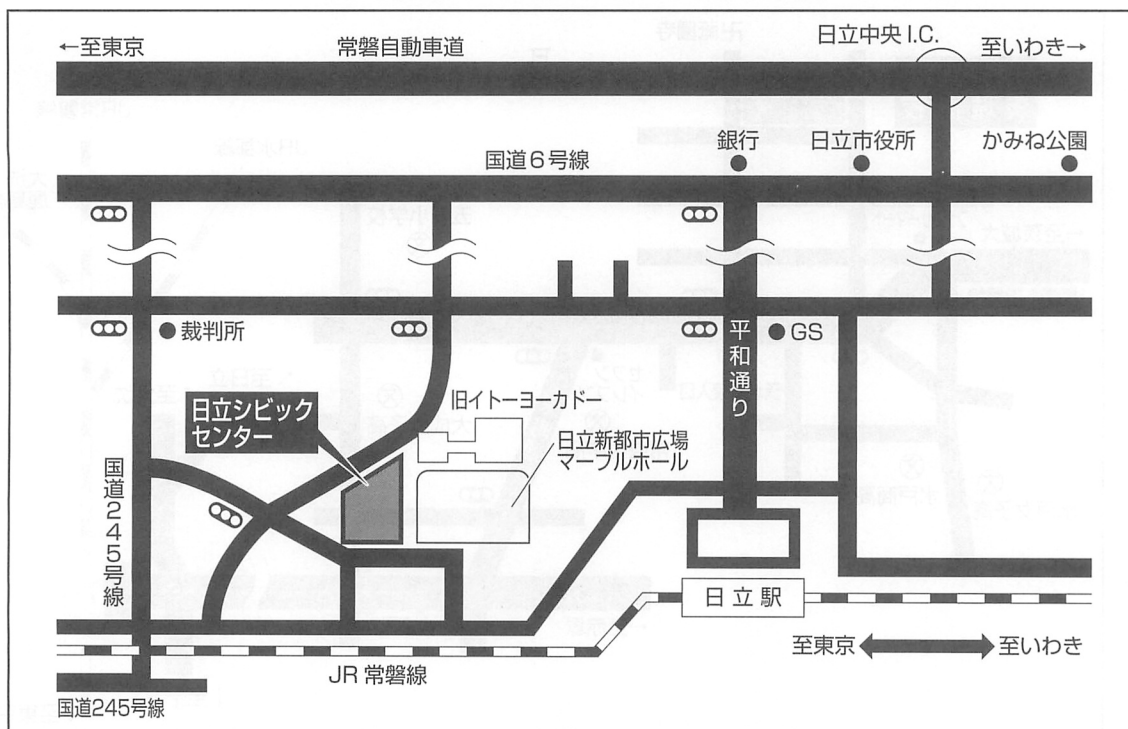 ←至東京
常磐自動車道
日立中央 I.C.
至いわき→
銀行
日立市役所
かみね公園
国道6号線
裁判所
平和通り
GS
日立シビック
センター
旧イトーヨーカドー
日立新都市広場
マーブルホール
国道245号線
日立駅
至東京
至いわき
JR 常磐線
国道245号線